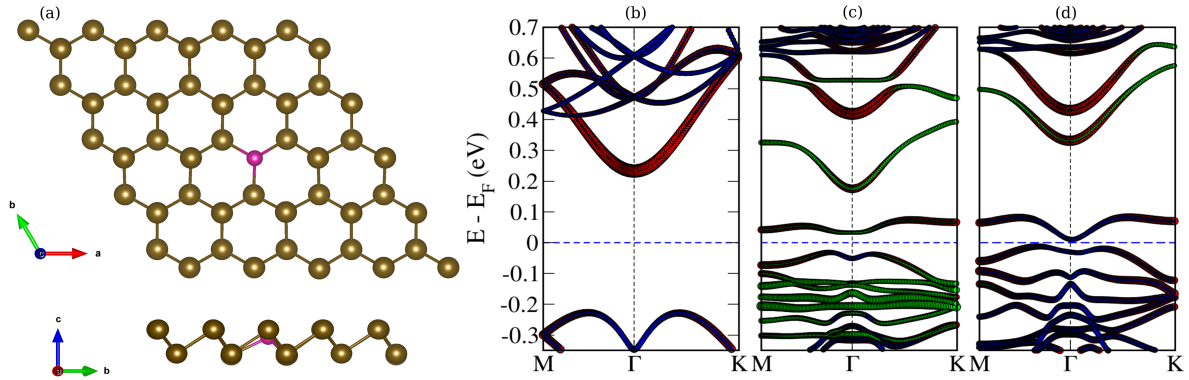 (a)
b
a
c
b
(b)
(c)
(d)
E - E_F (eV)
0.7
0.6
0.5
0.4
0.3
0.2
0.1
0
-0.1
-0.2
-0.3
M Γ K
M Γ K
M Γ K